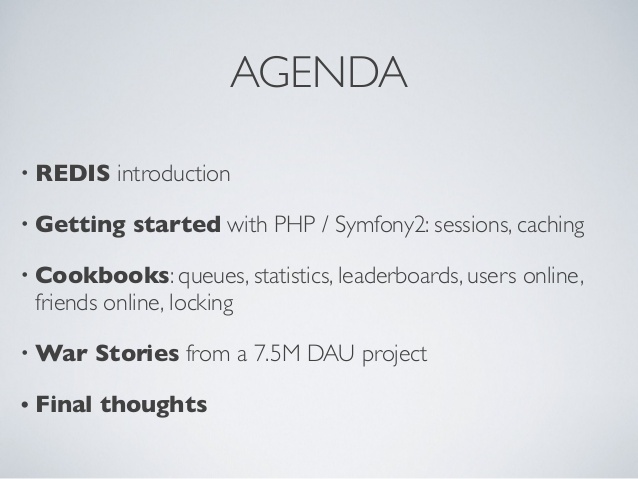 AGENDA
• REDIS introduction
• Getting started with PHP / Symfony2: sessions, caching
• Cookbooks: queues, statistics, leaderboards, users online,
friends online, locking
• War Stories from a 7.5M DAU project
• Final thoughts